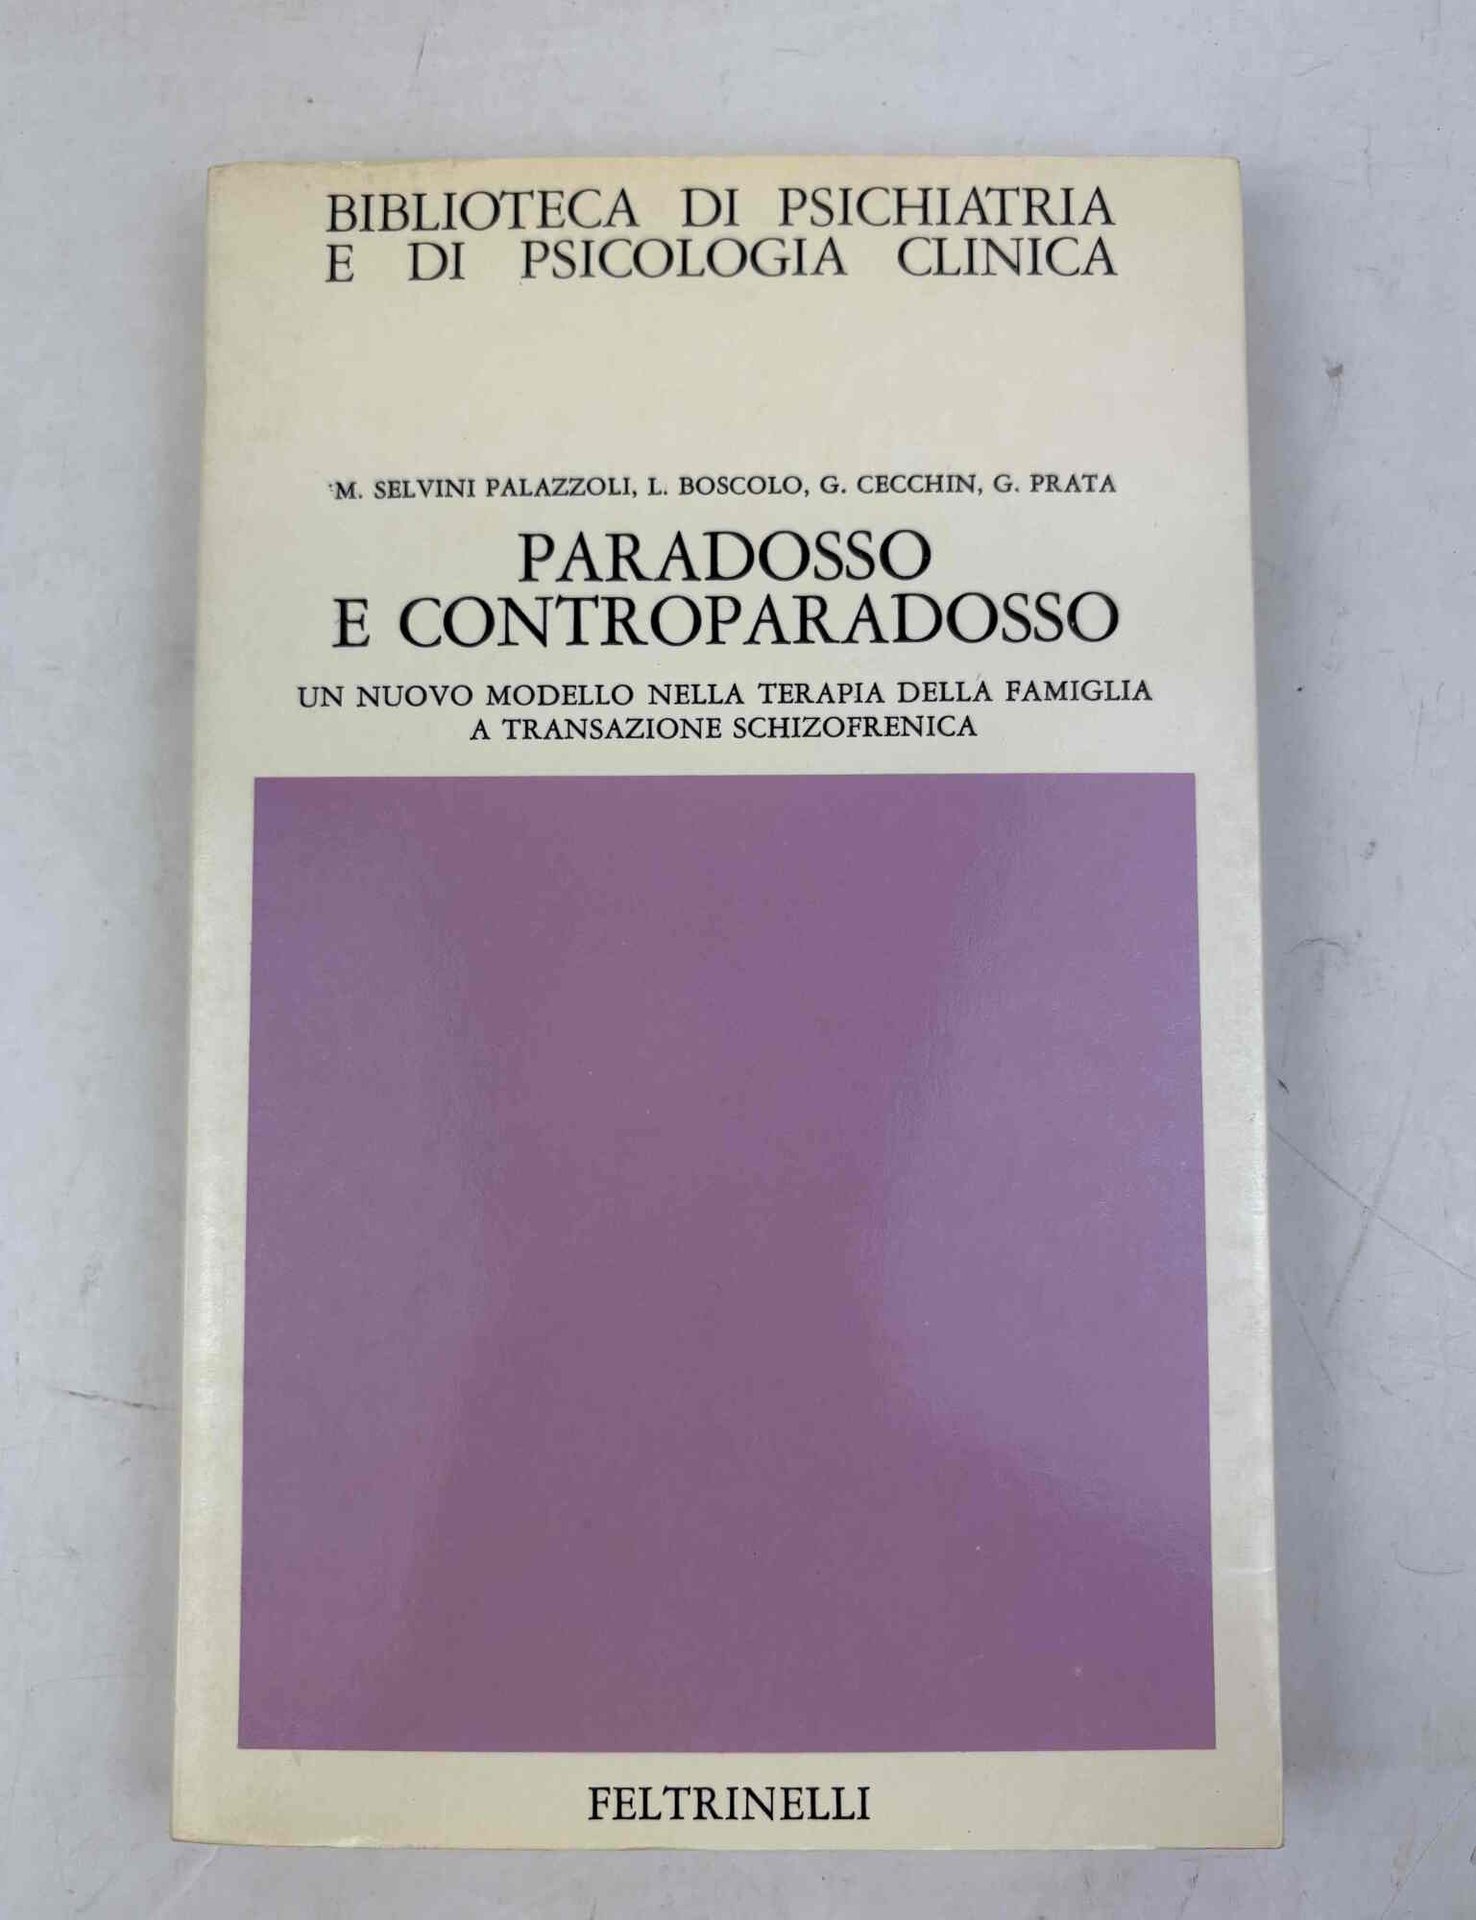 BIBLIOTECA DI PSICHIATRIA
E DI PSICOLOGIA CLINICA
M. SELVINI PALAZZOLI, L. BOSCOLO, G. CECCHIN, G. PRATA
PARADOSSO
E CONTROPARADOSSO
UN NUOVO MODELLO NELLA TERAPIA DELLA FAMIGLIA
A TRANSAZIONE SCHIZOFRENICA
FELTRINELLI